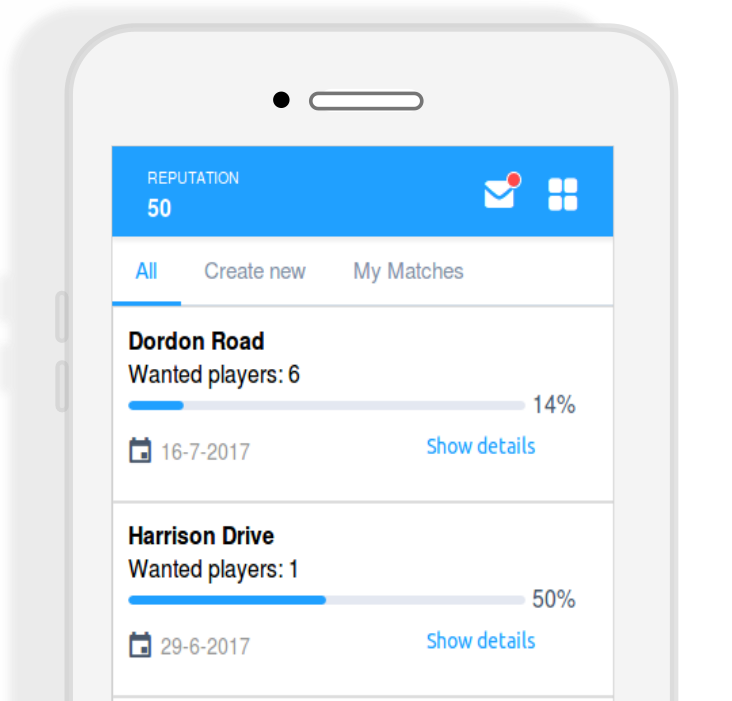 REPUTATION
50
All Create new My Matches
Dordon Road
Wanted players: 6
14%
16-7-2017 Show details
Harrison Drive
Wanted players: 1
50%
29-6-2017 Show details